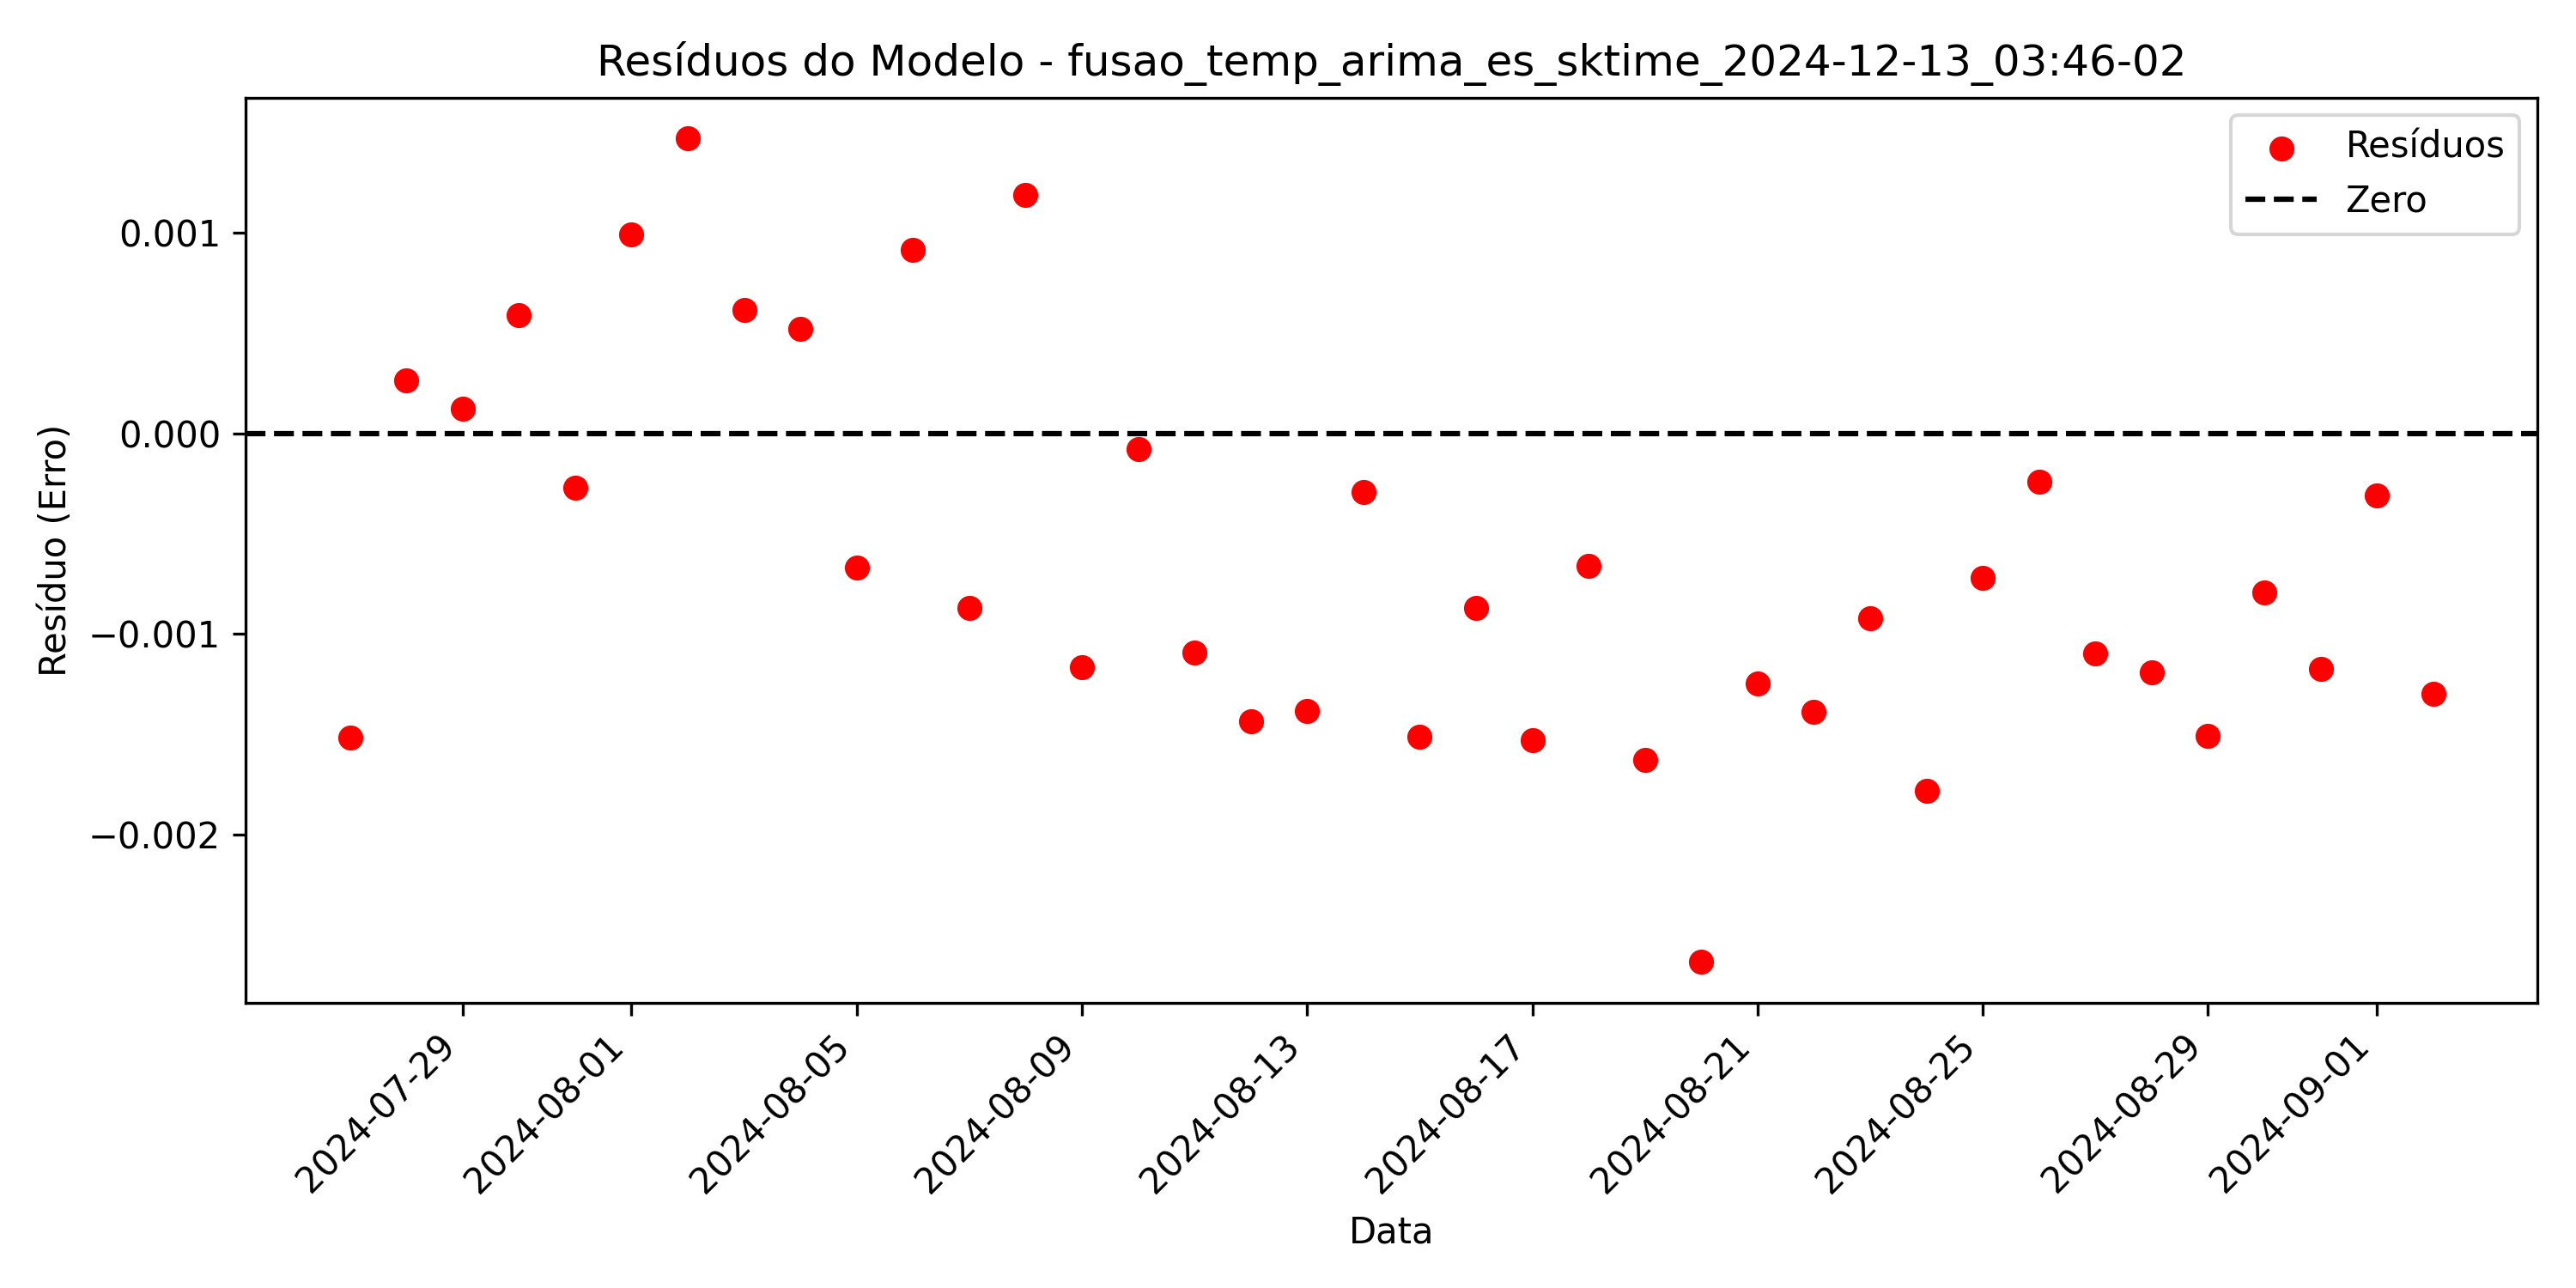 Resíduos do Modelo - fusao_temp_arima_es_sktime_2024-12-13_03:46-02
Resíduos
Zero
Resíduo (Erro)
0.001
0.000
−0.001
−0.002
2024-07-29
2024-08-01
2024-08-05
2024-08-09
2024-08-13
2024-08-17
2024-08-21
2024-08-25
2024-08-29
2024-09-01
Data